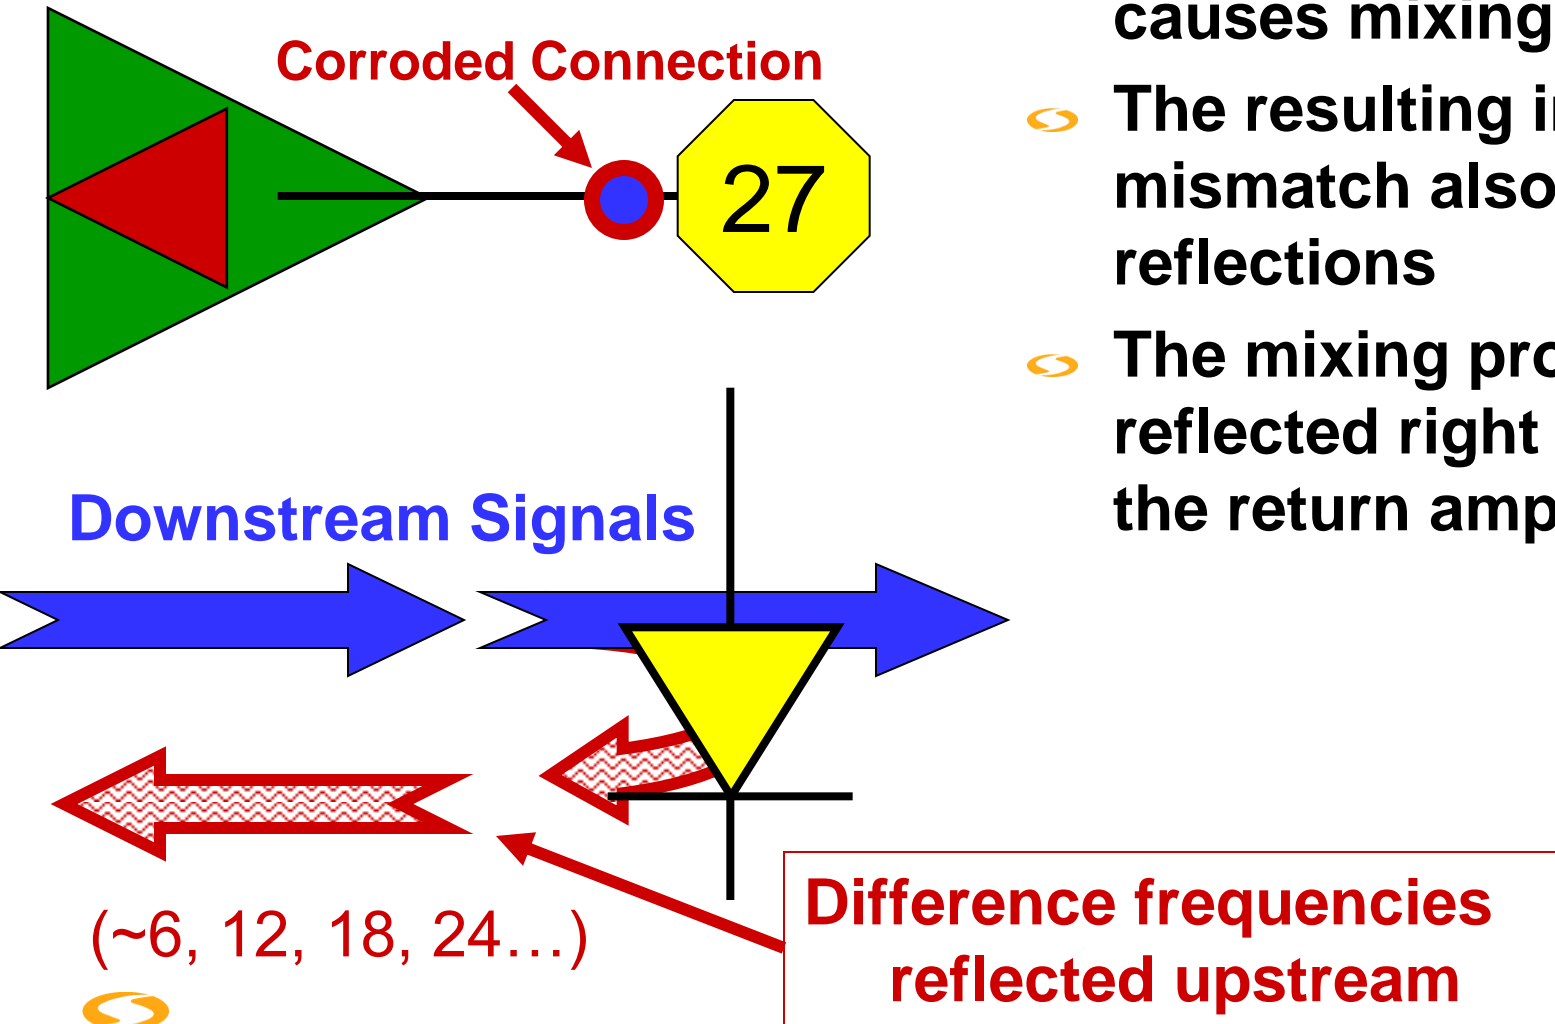 Corroded Connection
27
Downstream Signals
(~6, 12, 18, 24…)
Difference frequencies
reflected upstream
causes mixing
The resulting
mismatch also
reflections
The mixing
reflected right
the return amp